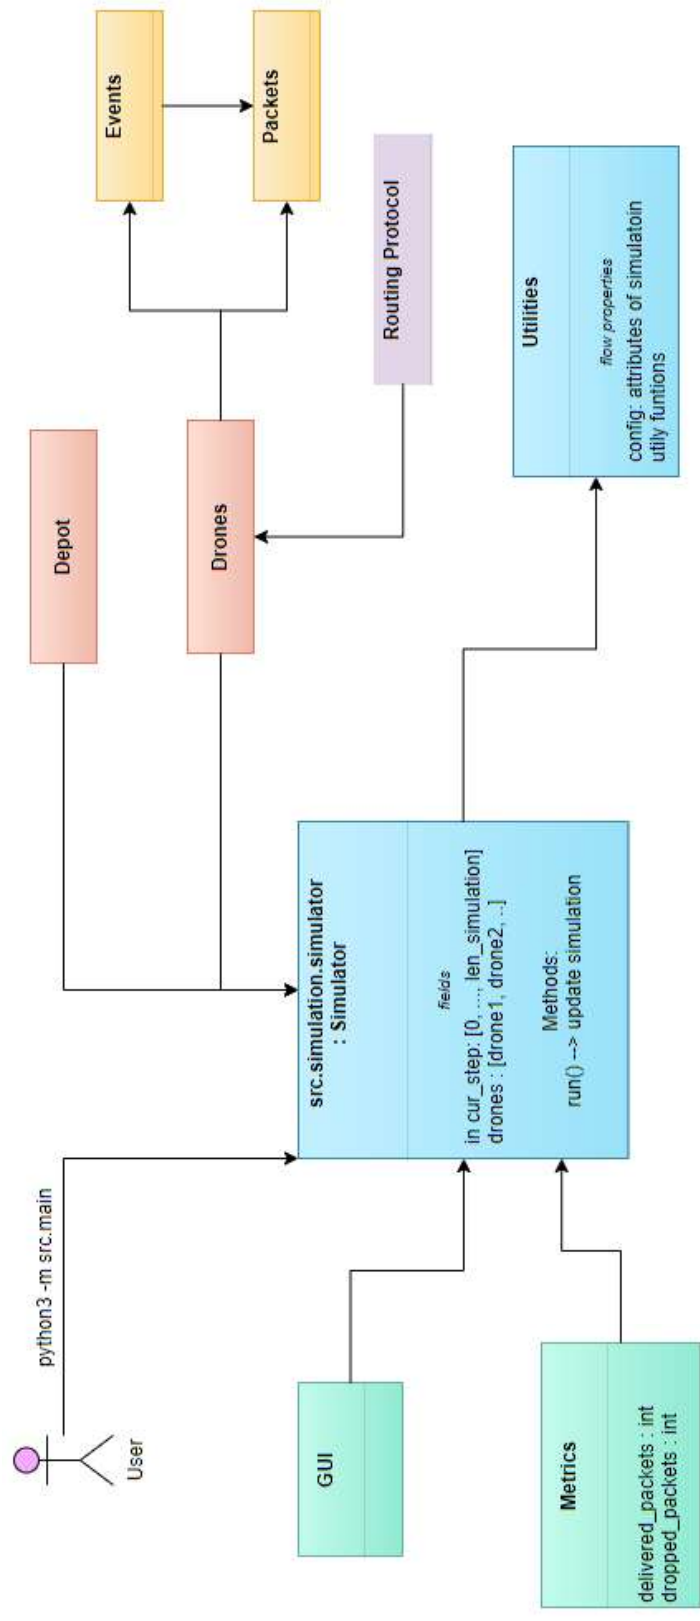 python3 -m src.main
User
Depot
Events
Drones
Packets
src.simulation.simulator
: Simulator
fields
in cur_step: [0, ..., len_simulation]
drones : [drone1, drone2, ..]
Methods:
run() --> update simulation
GUI
Routing Protocol
Metrics
delivered_packets : int
dropped_packets : int
Utilities
flow properties
config: attributes of simulatoin
utily funtions